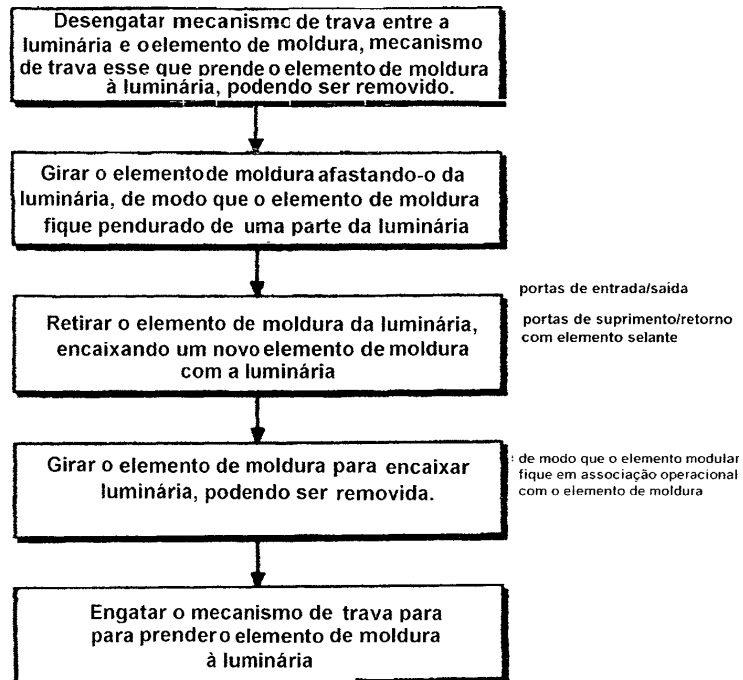 Desengatar mecanismo de trava entre a
luminária e o elemento de moldura, mecanismo
de trava esse que prende o elemento de moldura
à luminária, podendo ser removido.
Girar o elemento de moldura afastando-o da
luminária, de modo que o elemento de moldura
fique pendurado de uma parte da luminária
portas de entrada/saída
Retirar o elemento de moldura da luminária,
encaixando um novo elemento de moldura
com a luminária
portas de suprimento/retorno
com elemento selante
Girar o elemento de moldura para encaixar
luminária, podendo ser removida.
de modo que o elemento modular
fique em associação operacional
com o elemento de moldura
Engatar o mecanismo de trava para
para prender o elemento de moldura
à luminária